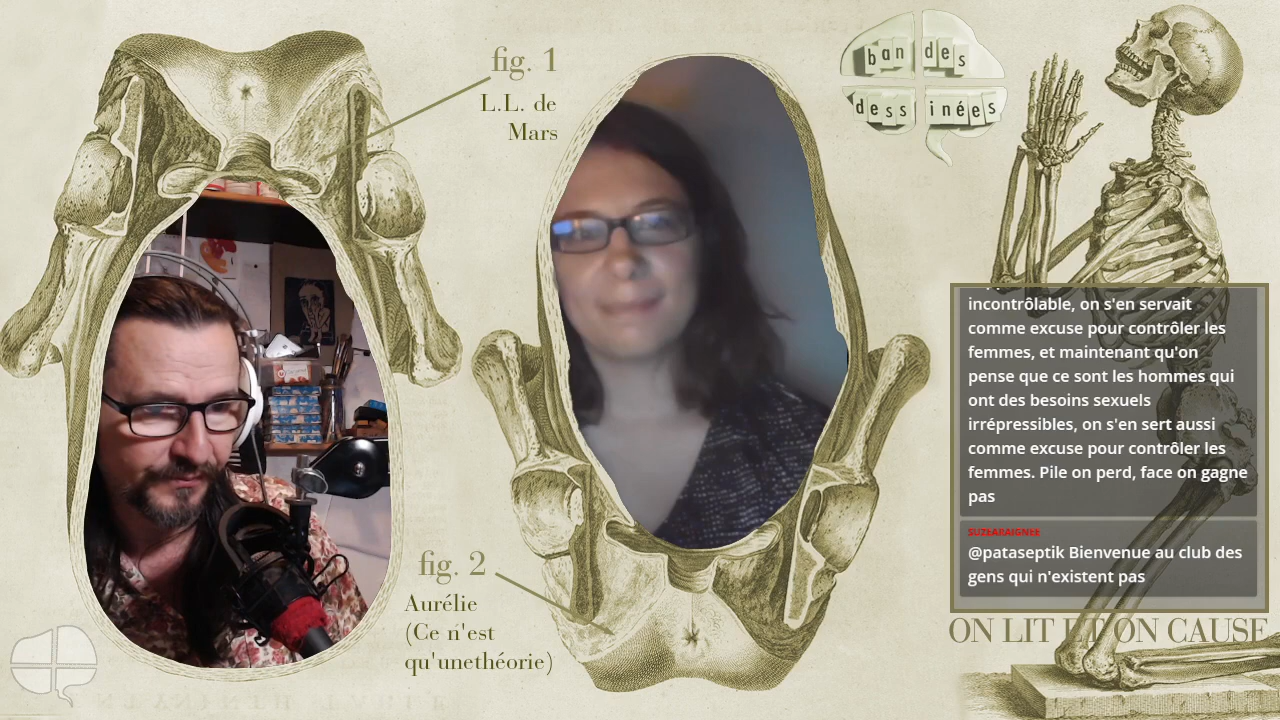 fig. 1
L.L. de
Mars
ban des
dess inées
incontrôlable, on s'en servait
comme excuse pour contrôler les
femmes, et maintenant qu'on
pense que ce sont les hommes qui
ont des besoins sexuels
irrépressibles, on s'en sert aussi
comme excuse pour contrôler les
femmes. Pile on perd, face on gagne
pas
SUZEARAIGNEE
@pataseptik Bienvenue au club des
gens qui n'existent pas
fig. 2
Aurélie
(Ce n'est
qu'unethéorie)
ON LIT ET ON CAUSE